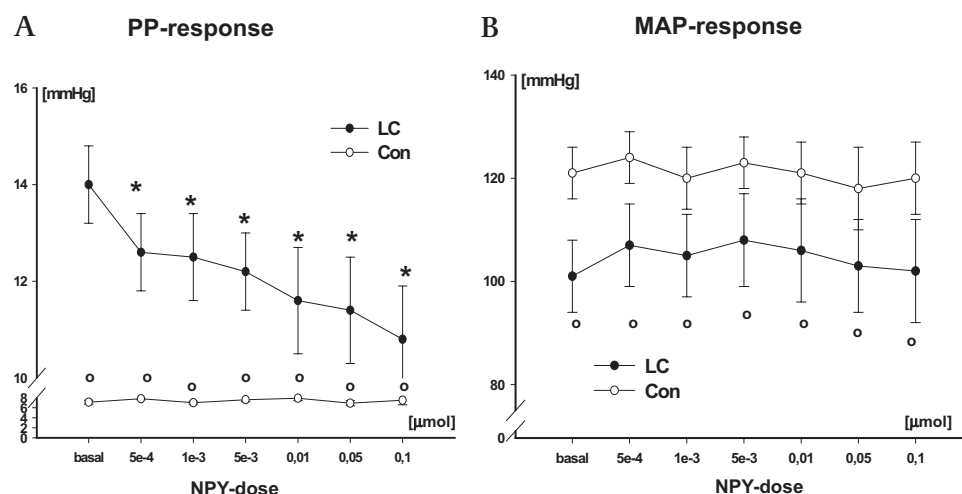 A PP-response
[mmHg]
16
14
12
10
8
6
4
2
0
LC
Con
* * * * * *
o o o o o o o
[µmol]
basal 5e-4 1e-3 5e-3 0,01 0,05 0,1
NPY-dose
B MAP-response
[mmHg]
140
120
100
80
0
o o o o o o o
LC
Con
[µmol]
basal 5e-4 1e-3 5e-3 0,01 0,05 0,1
NPY-dose